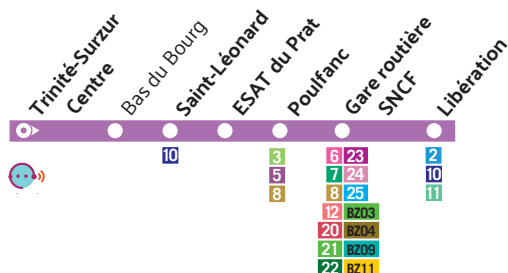 Trinité-Surzur
Centre
Bas du Bourg
Saint-Léonard
ESAT du Prat
Poulfanc
Gare routière
SNCF
Libération
10
3
5
8
6 23
7 24
8 25
12 BZ03
20 BZ04
21 BZ09
22 BZ11
2
10
11